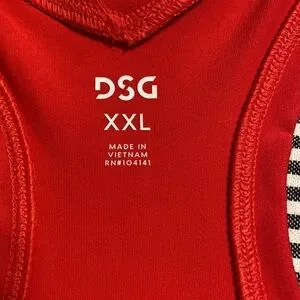 DSG
XXL
MADE IN
VIETNAM
RN#104141